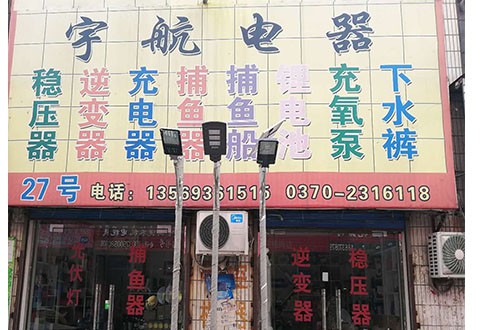 宇航电器
稳压器
逆变器
充电器
捕鱼器
捕鱼船
锂电池
充氧泵
下水裤
27号 电话：13569361515 0370-2316118
捕鱼器
逆变器
稳压器